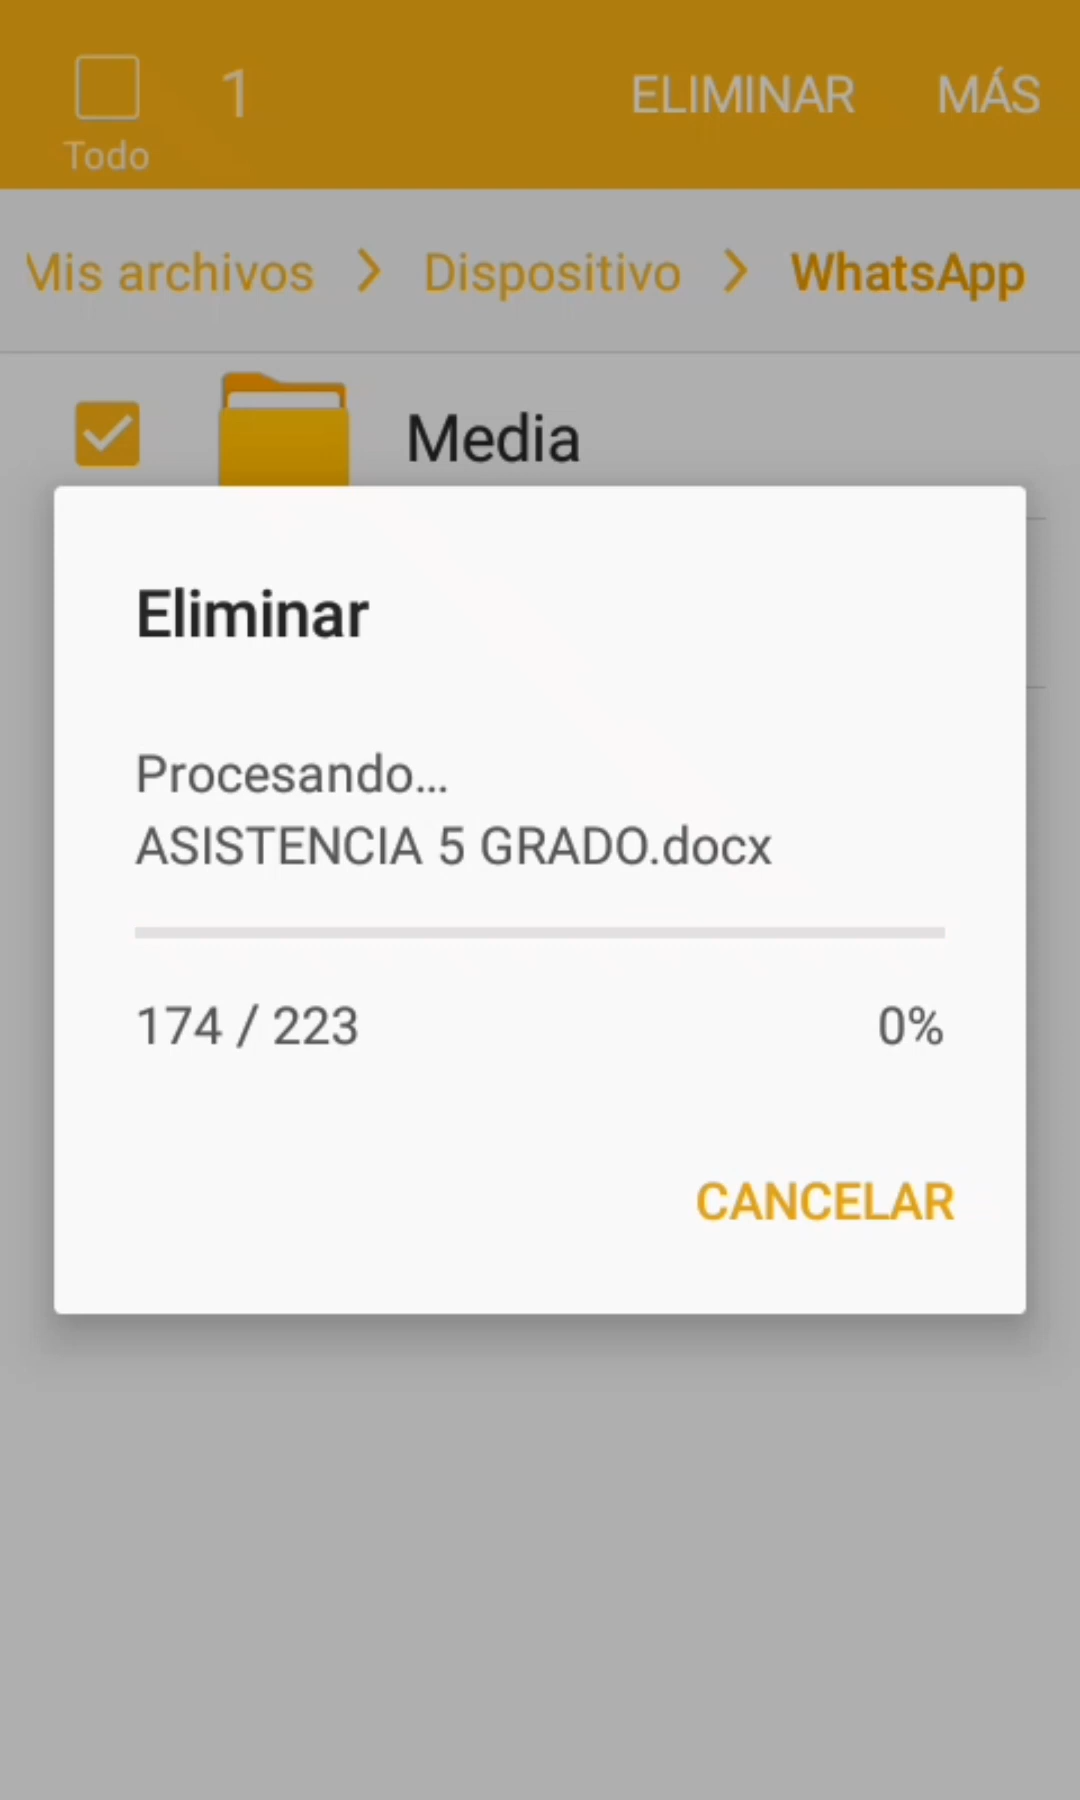 1 ELIMINAR MÁS
Todo
Mis archivos > Dispositivo > WhatsApp
Media
Eliminar
Procesando...
ASISTENCIA 5 GRADO.docx
174 / 223 0%
CANCELAR